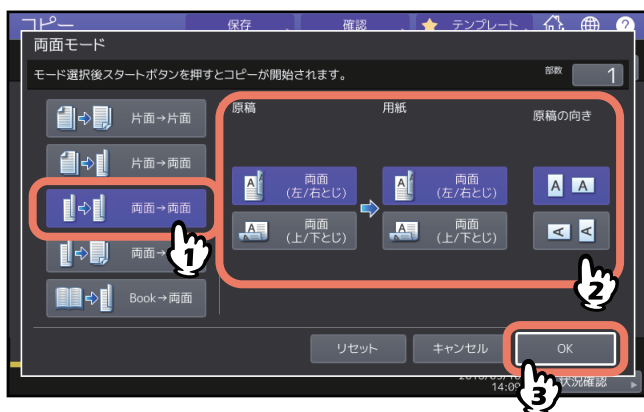 コピー 保存 確認 テンプレート ?
両面モード
モード選択後スタートボタンを押すとコピーが開始されます。 部数 1
原稿 用紙 原稿の向き
片面→片面
片面→両面
両面→両面
両面→
Book→両面
両面
(左/右とじ)
両面
(上/下とじ)
両面
(左/右とじ)
両面
(上/下とじ)
A A
A A
1
2
リセット キャンセル OK
14:09 状況確認
3